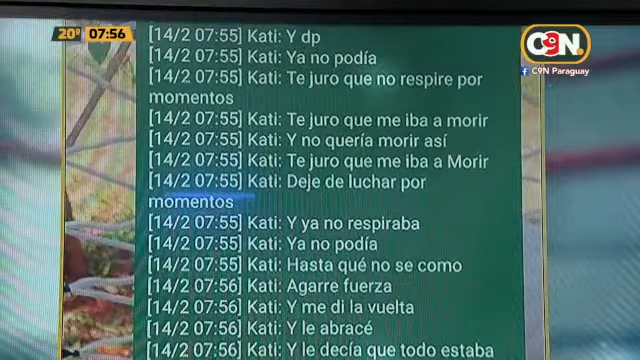 20º 07:56
C9N
C9N Paraguay
[14/2 07:55] Kati: Y dp
[14/2 07:55] Kati: Ya no podía
[14/2 07:55] Kati: Te juro que no respire por
momentos
[14/2 07:55] Kati: Te juro que me iba a morir
[14/2 07:55] Kati: Y no quería morir así
[14/2 07:55] Kati: Te juro que me iba a Morir
[14/2 07:55] Kati: Deje de luchar por
momentos
[14/2 07:55] Kati: Y ya no respiraba
[14/2 07:55] Kati: Ya no podía
[14/2 07:55] Kati: Hasta qué no se como
[14/2 07:56] Kati: Agarre fuerza
[14/2 07:56] Kati: Y me di la vuelta
[14/2 07:56] Kati: Y le abracé
[14/2 07:56] Kati: Y le decía que todo estaba